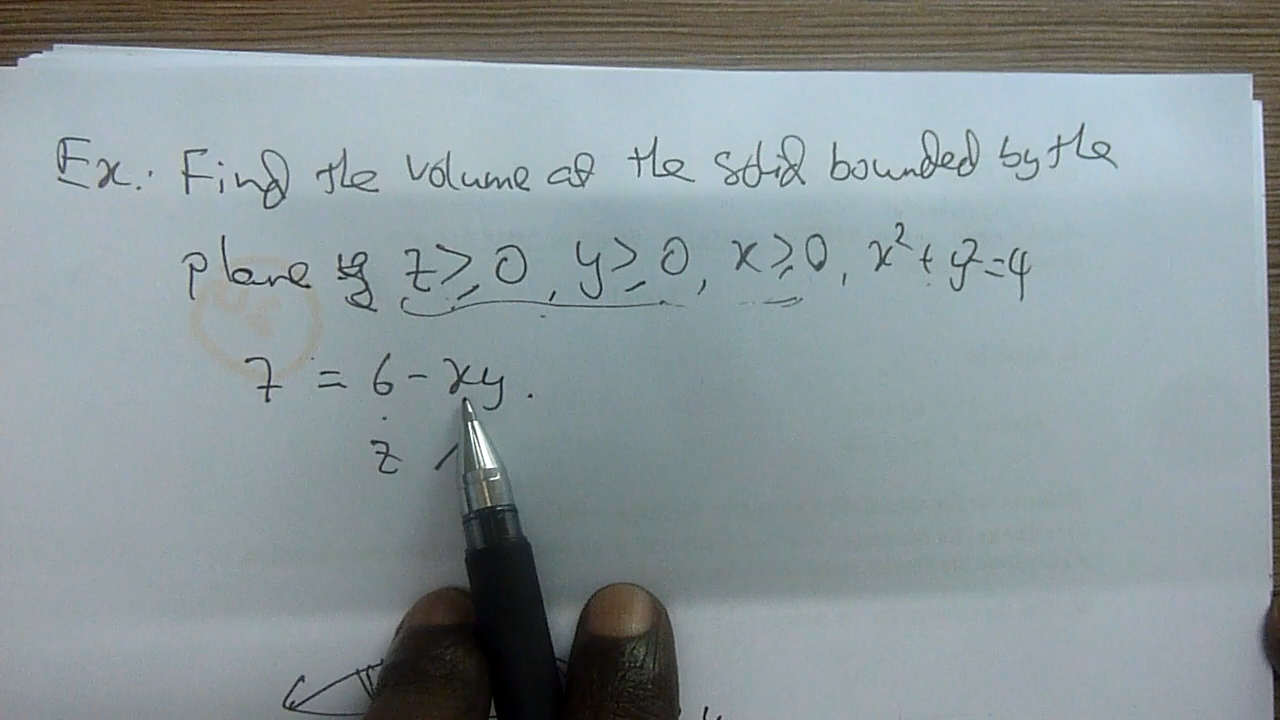 Ex. Find the volume of the solid bounded by the
plane z ≥ 0, y ≥ 0, x ≥ 0, x² + y² = 4
z = 6 - xy.
z